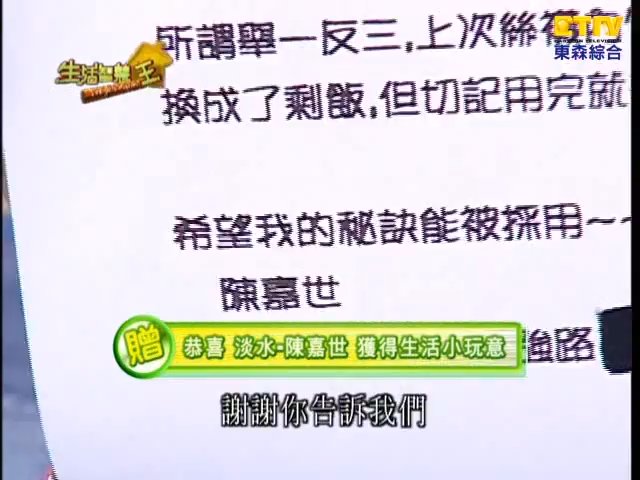 ETTV
東森綜合
生活智慧王
所謂舉一反三,上次絲襪
換成了剩飯,但切記用完就
希望我的秘訣能被採用~~
陳嘉世
路
贈
恭喜 淡水-陳嘉世 獲得生活小玩意
謝謝你告訴我們